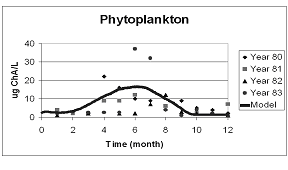 Phytoplankton
ug ChA/L
40
30
20
10
0
0 2 4 6 8 10 12
Time (month)
Year 80
Year 81
Year 82
Year 83
Model